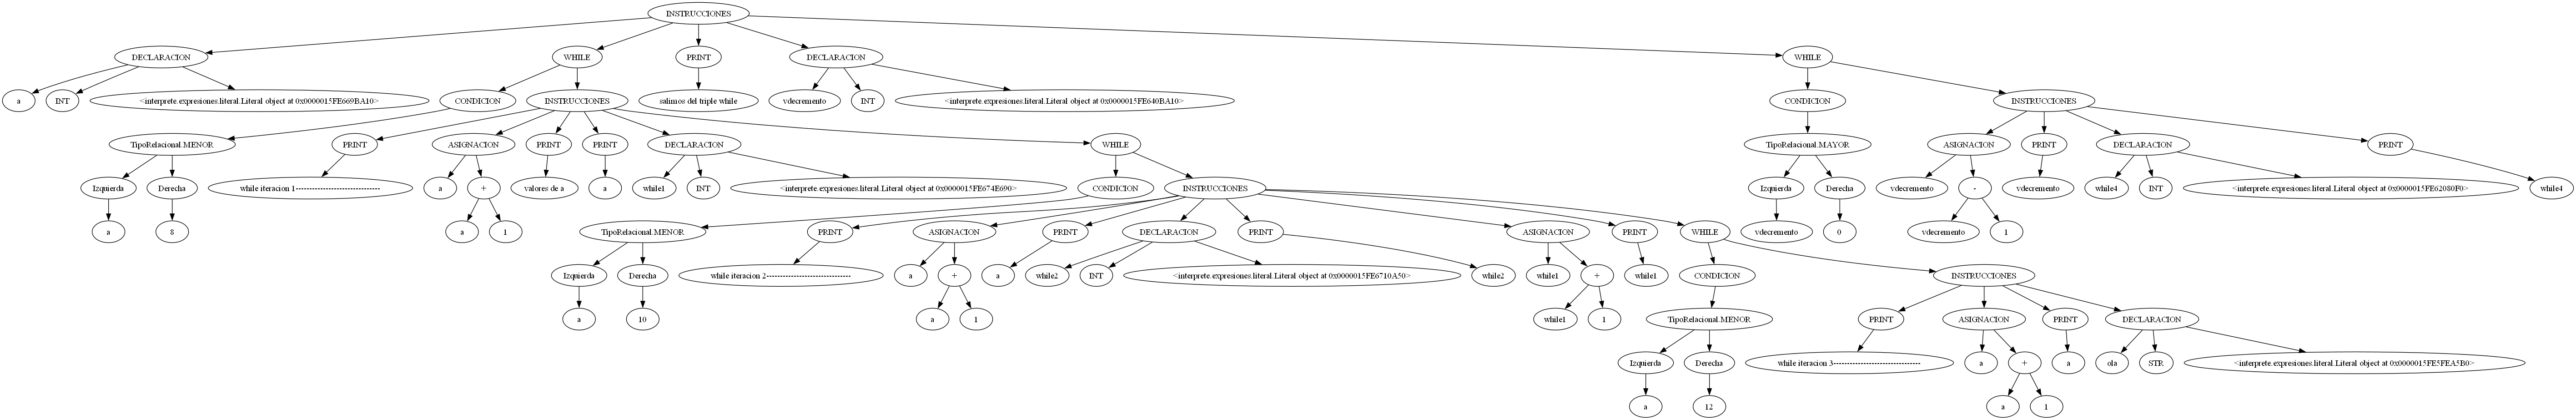 INSTRUCCIONES
DECLARACION
WHILE
PRINT
DECLARACION
WHILE
a
INT
<interprete.expresiones.literal.Literal object at 0x0000015FE669BA10>
CONDICION
INSTRUCCIONES
salimos del triple while
vdecremento
INT
<interprete.expresiones.literal.Literal object at 0x0000015FE640BA10>
CONDICION
INSTRUCCIONES
TipoRelacional.MENOR
PRINT
ASIGNACION
PRINT
PRINT
DECLARACION
WHILE
TipoRelacional.MAYOR
ASIGNACION
PRINT
DECLARACION
PRINT
Izquierda
Derecha
while iteracion 1-------------------------------
a
+
valores de a
a
while1
INT
<interprete.expresiones.literal.Literal object at 0x0000015FE674E690>
CONDICION
INSTRUCCIONES
Izquierda
Derecha
vdecremento
-
vdecremento
while4
INT
<interprete.expresiones.literal.Literal object at 0x0000015FE62080F0>
while4
a
8
a
1
TipoRelacional.MENOR
PRINT
ASIGNACION
PRINT
DECLARACION
PRINT
ASIGNACION
PRINT
WHILE
vdecremento
0
vdecremento
1
Izquierda
Derecha
while iteracion 2-------------------------------
a
+
a
while2
INT
<interprete.expresiones.literal.Literal object at 0x0000015FE6710A50>
while2
while1
+
while1
CONDICION
INSTRUCCIONES
a
10
a
1
while1
1
TipoRelacional.MENOR
PRINT
ASIGNACION
PRINT
DECLARACION
Izquierda
Derecha
while iteracion 3--------------------------------
a
+
a
ola
STR
<interprete.expresiones.literal.Literal object at 0x0000015FE5FEA5B0>
a
12
a
1